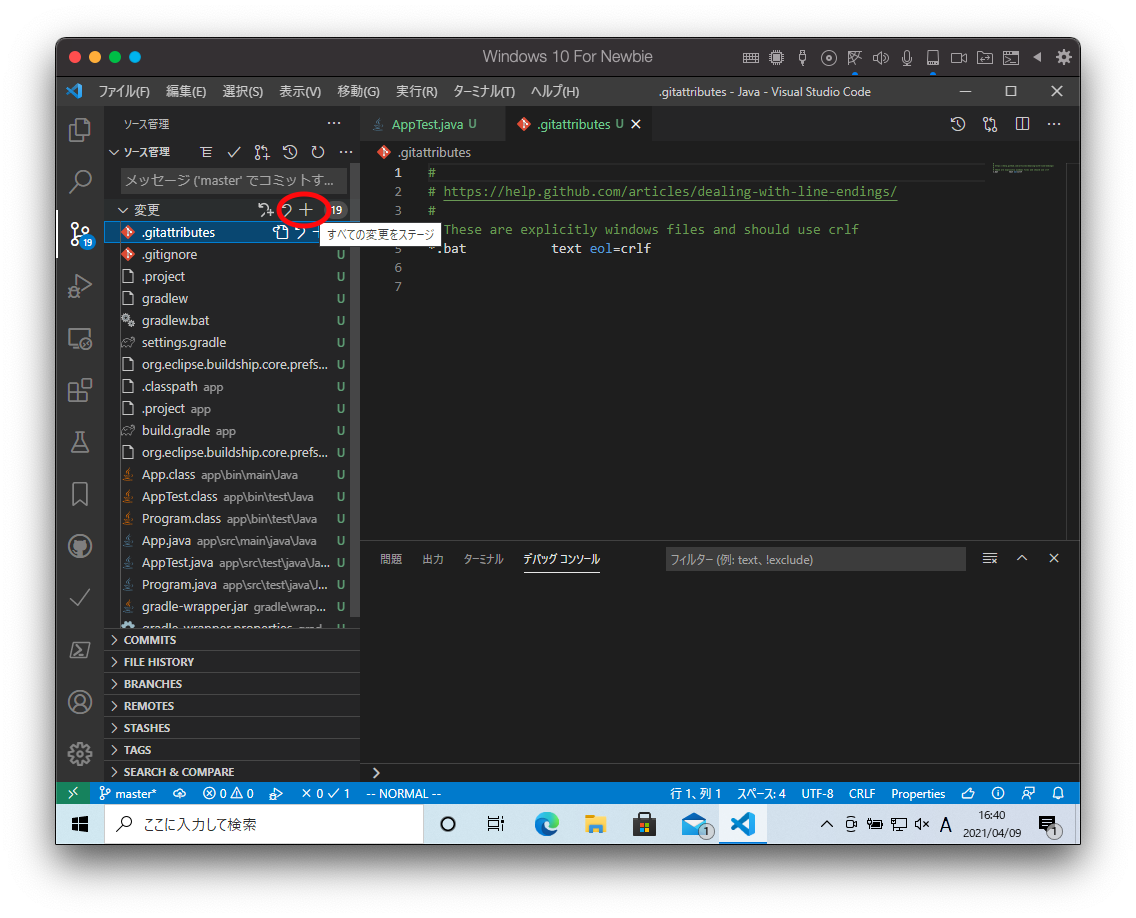 Windows 10 For Newbie
ファイル(F) 編集(E) 選択(S) 表示(V) 移動(G) 実行(R) ターミナル(T) ヘルプ(H) .gitattributes - Java - Visual Studio Code
ソース管理
AppTest.java U
.gitattributes U
ソース管理
メッセージ ('master' でコミットす...
変更 19
すべての変更をステージ
.gitattributes
.gitignore U
.project U
gradlew U
gradlew.bat U
settings.gradle U
org.eclipse.buildship.core.prefs... U
.classpath app U
.project app U
build.gradle app U
org.eclipse.buildship.core.prefs... U
App.class app\bin\main\Java U
AppTest.class app\bin\test\Java U
Program.class app\bin\test\Java U
App.java app\src\main\java\Java U
AppTest.java app\src\test\java\Ja... U
Program.java app\src\test\java\J... U
gradle-wrapper.jar gradle\wrap... U
gradle-wrapper.properties grad... U
COMMITS
FILE HISTORY
BRANCHES
REMOTES
STASHES
TAGS
SEARCH & COMPARE
19
.gitattributes
1 #
2 # https://help.github.com/articles/dealing-with-line-endings/
3 #
These are explicitly windows files and should use crlf
5 *.bat text eol=crlf
6
7
問題 出力 ターミナル デバッグ コンソール フィルター (例: text、!exclude)
master* 0 0 0 1 -- NORMAL -- 行 1、列 1 スペース: 4 UTF-8 CRLF Properties
ここに入力して検索
1
A
16:40
2021/04/09
1